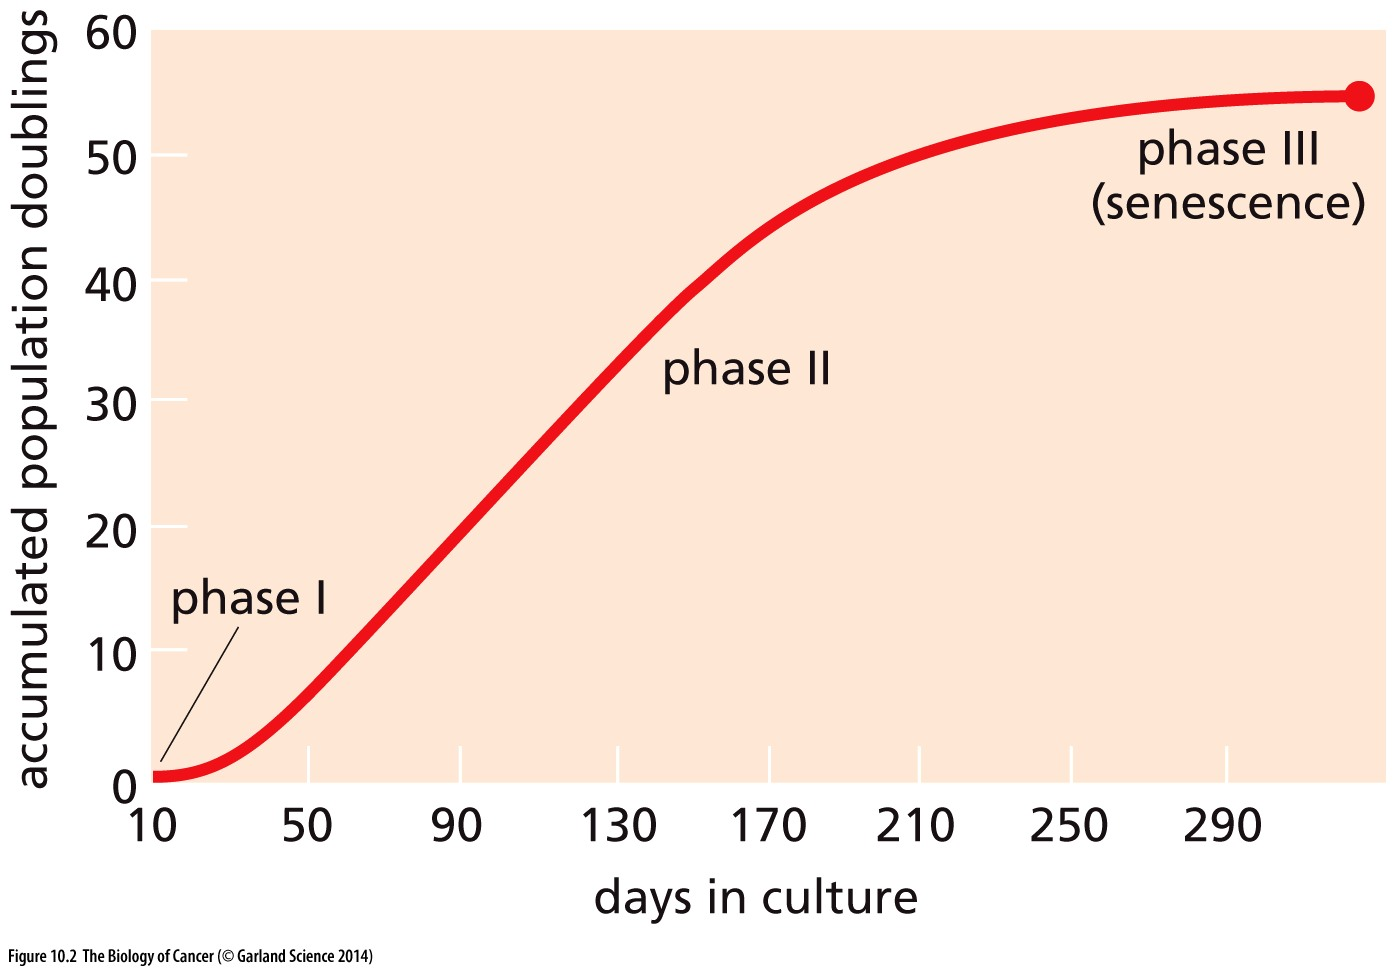 accumulated population doublings
60
50
40
30
20
10
0
phase I
phase II
phase III
(senescence)
10 50 90 130 170 210 250 290
days in culture
Figure 10.2 The Biology of Cancer (© Garland Science 2014)